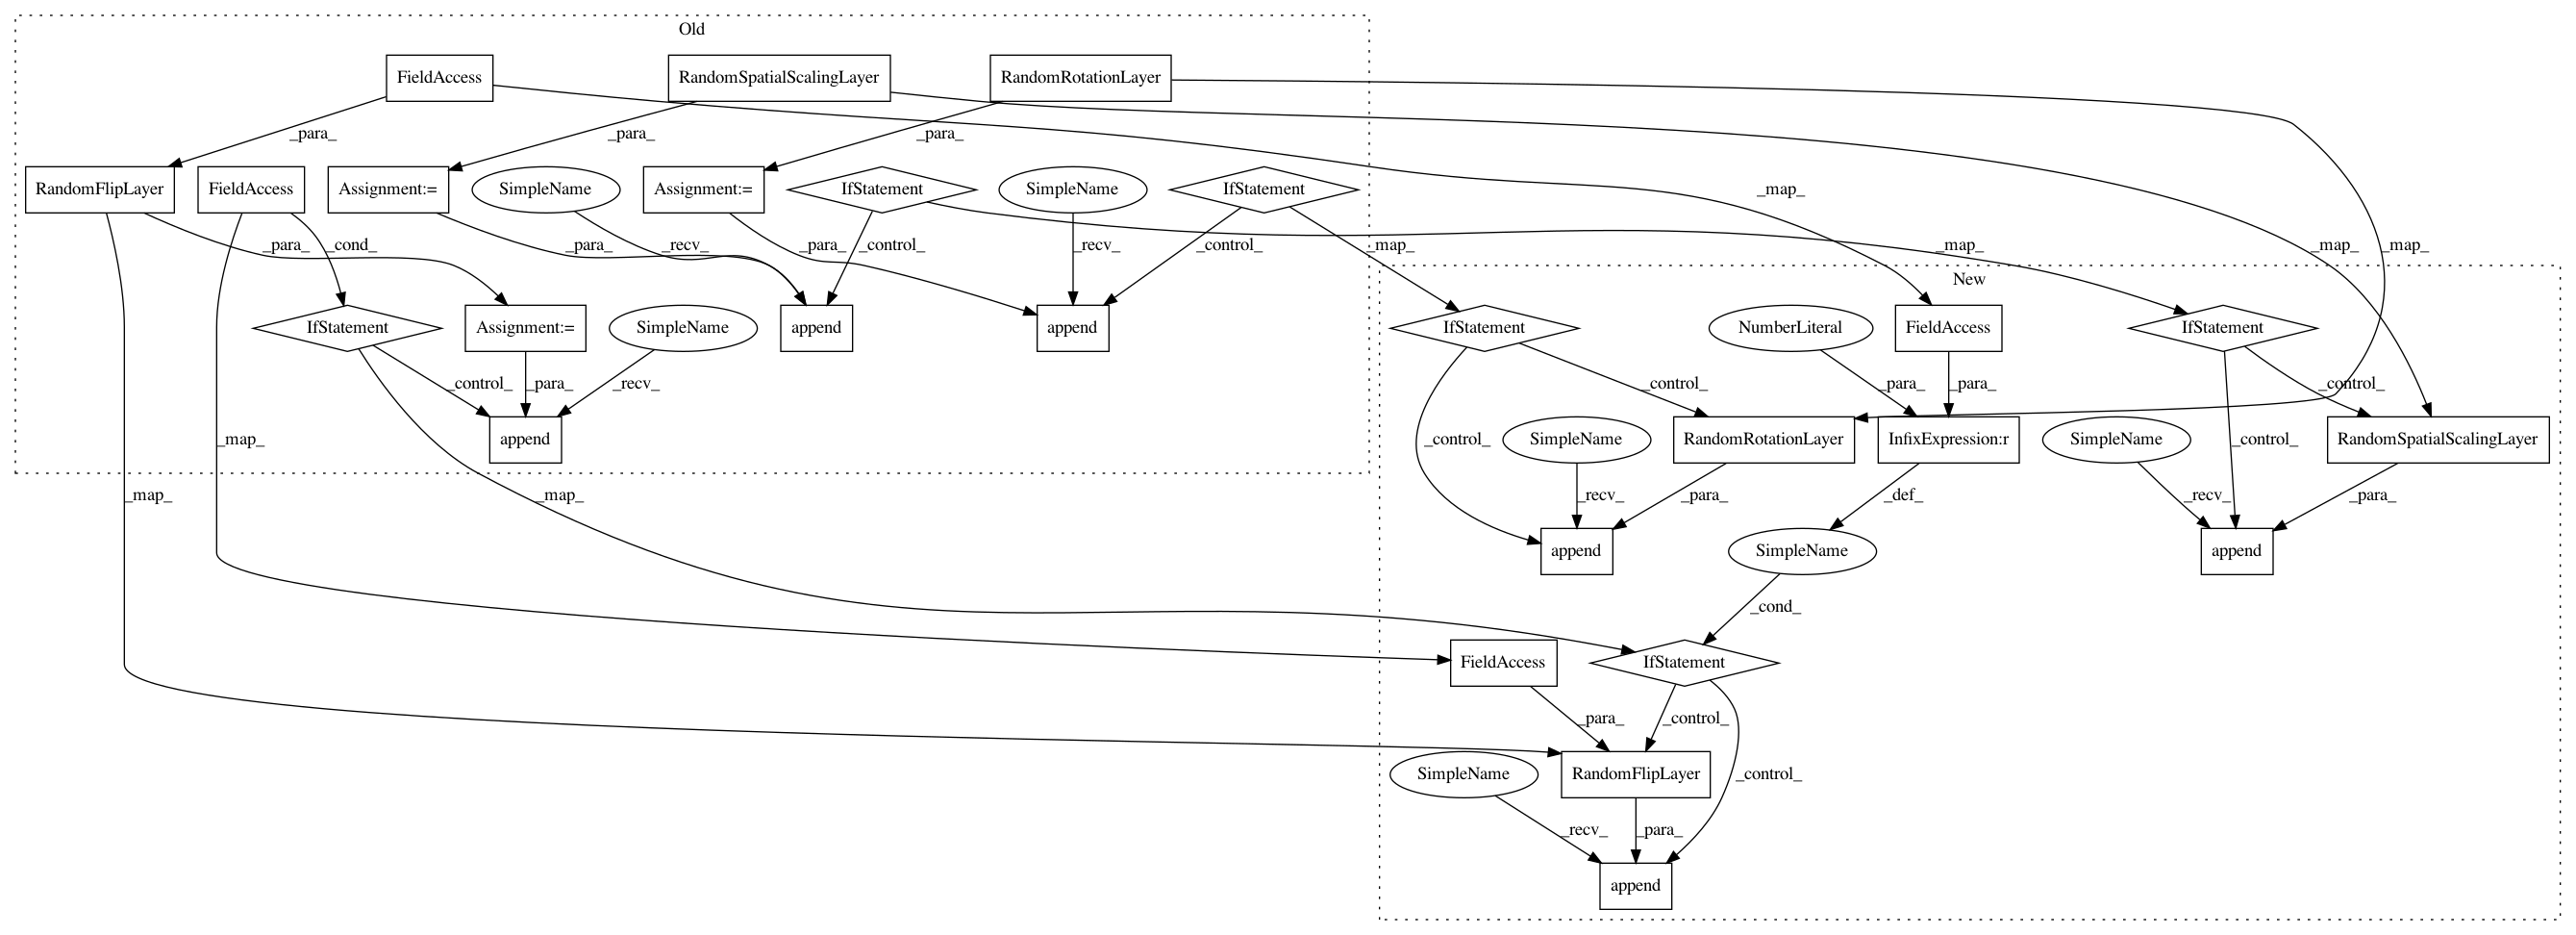 Old
FieldAccess
RandomSpatialScalingLayer
RandomRotationLayer
_para_
_para_
_para_
RandomFlipLayer
FieldAccess
Assignment:=
SimpleName
Assignment:=
IfStatement
SimpleName
IfStatement
_map_
_para_
_cond_
_para_
_recv_
_control_
_para_
_recv_
_control_
_map_
_map_
_map_
_map_
New
IfStatement
Assignment:=
SimpleName
append
append
IfStatement
NumberLiteral
FieldAccess
IfStatement
_control_
_para_
_recv_
_control_
_para_
_para_
_control_
_map_
append
_control_
SimpleName
RandomRotationLayer
InfixExpression:r
SimpleName
_control_
RandomSpatialScalingLayer
_map_
_map_
_recv_
_para_
_def_
_recv_
_para_
append
SimpleName
append
_cond_
FieldAccess
IfStatement
_para_
_control_
SimpleName
RandomFlipLayer
_control_
_recv_
_para_
append